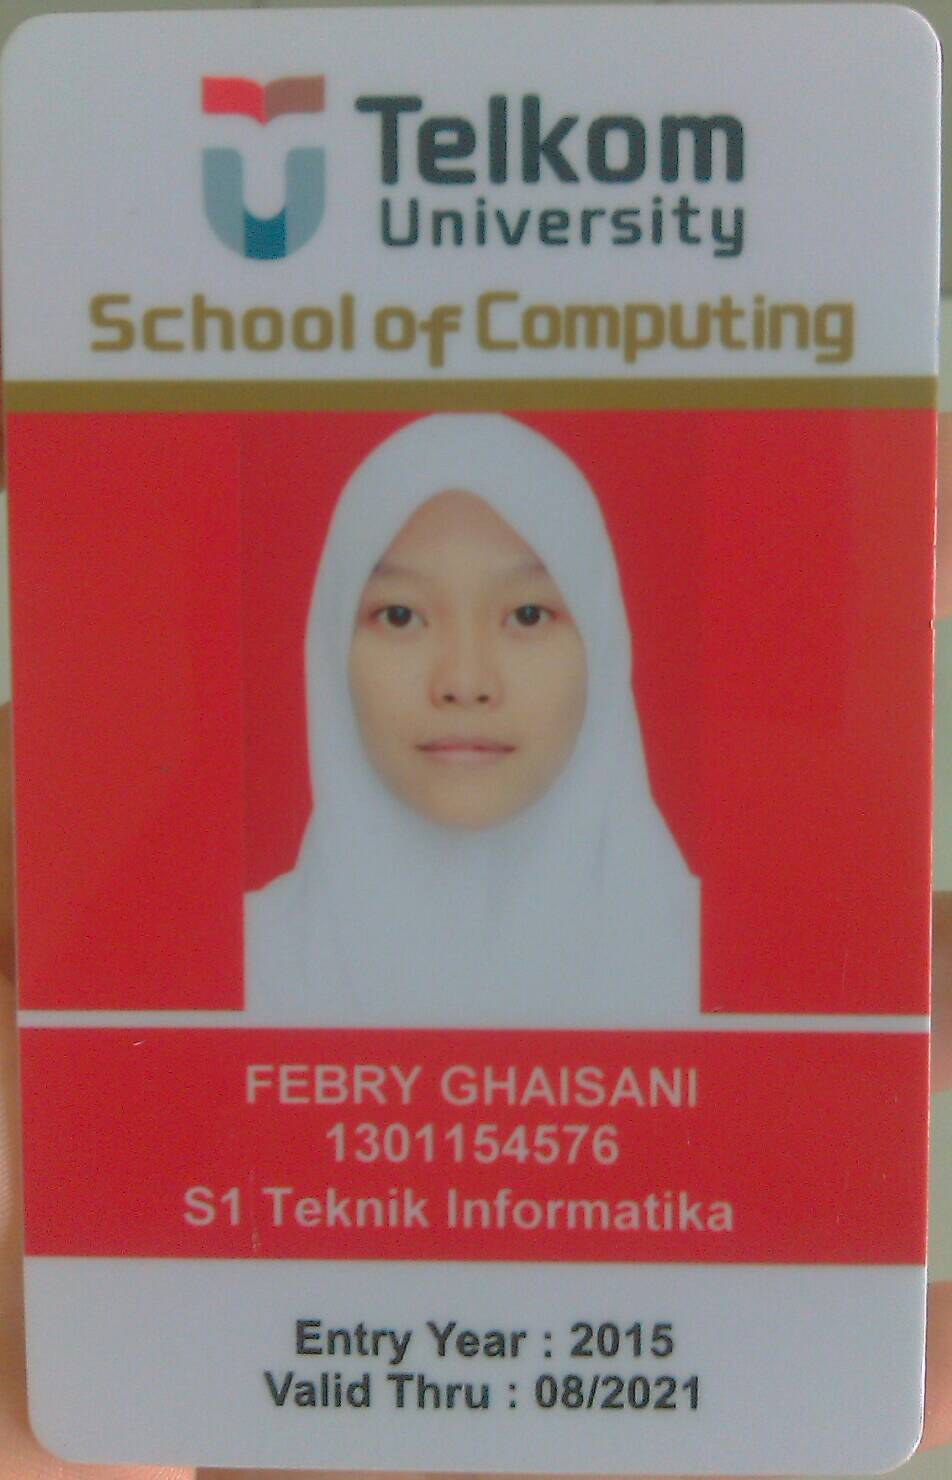 Telkom
University
School of Computing
FEBRY GHAISANI
1301154576
S1 Teknik Informatika
Entry Year : 2015
Valid Thru : 08/2021